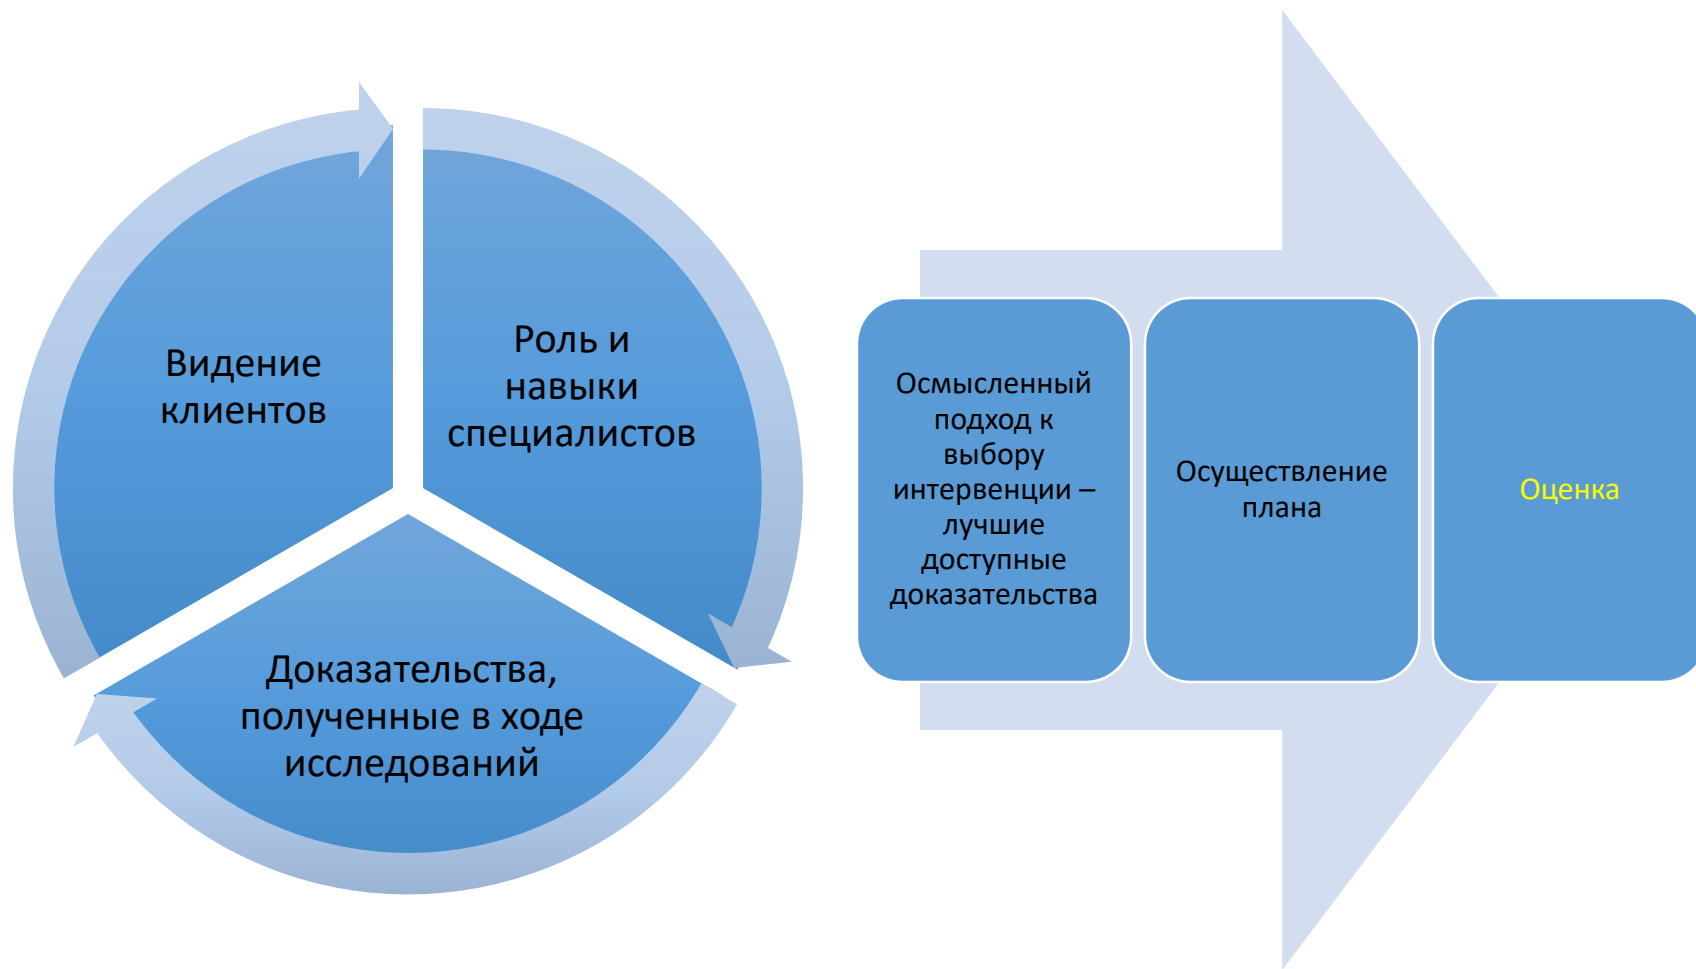 Видение
клиентов
Роль и
навыки
специалистов
Доказательства,
полученные в ходе
исследований
Осмысленный
подход к
выбору
интервенции –
лучшие
доступные
доказательства
Осуществление
плана
Оценка